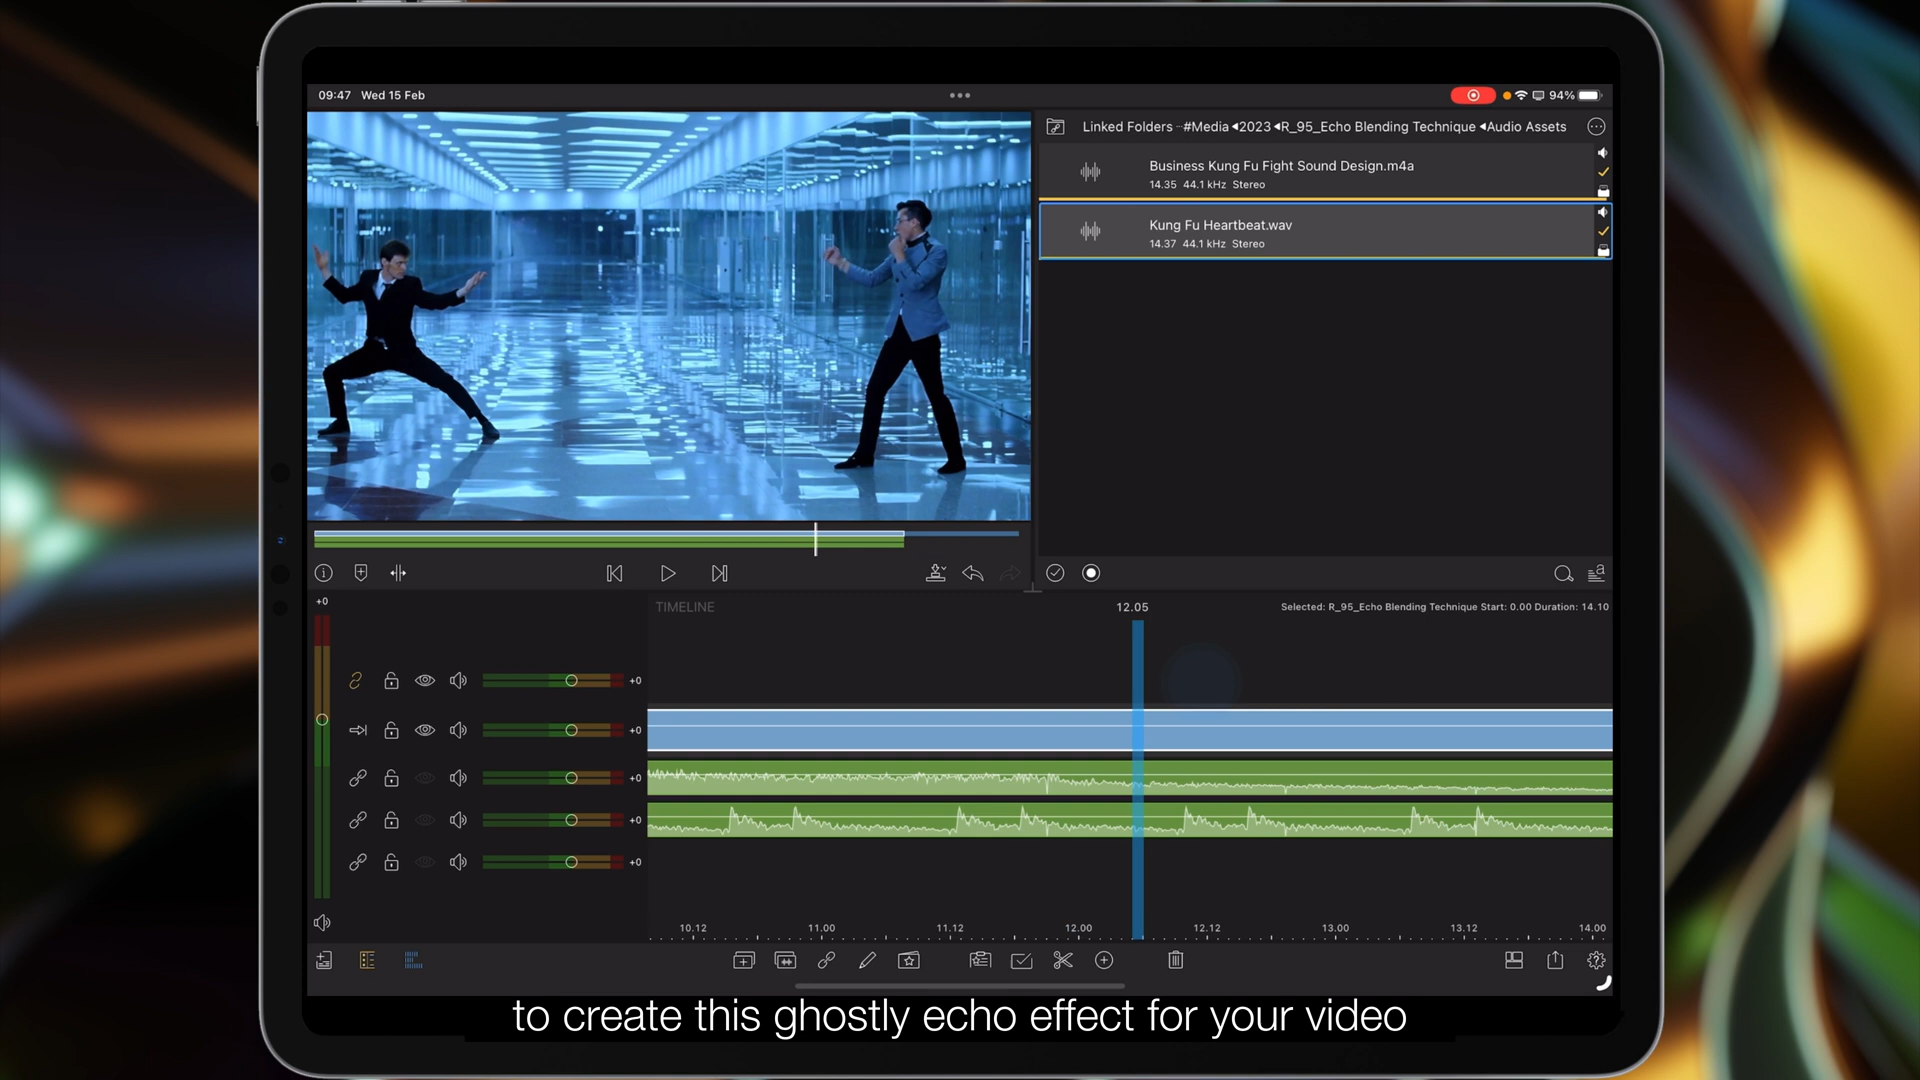 09:47 Wed 15 Feb
94%
Linked Folders ··#Media◀2023◀R_95_Echo Blending Technique◀Audio Assets
Business Kung Fu Fight Sound Design.m4a
14.35 44.1 kHz Stereo
Kung Fu Heartbeat.wav
14.37 44.1 kHz Stereo
+0
TIMELINE
12.05
Selected: R_95_Echo Blending Technique Start: 0.00 Duration: 14.10
+0
+0
+0
+0
+0
10.12 11.00 11.12 12.00 12.12 13.00 13.12 14.00
to create this ghostly echo effect for your video